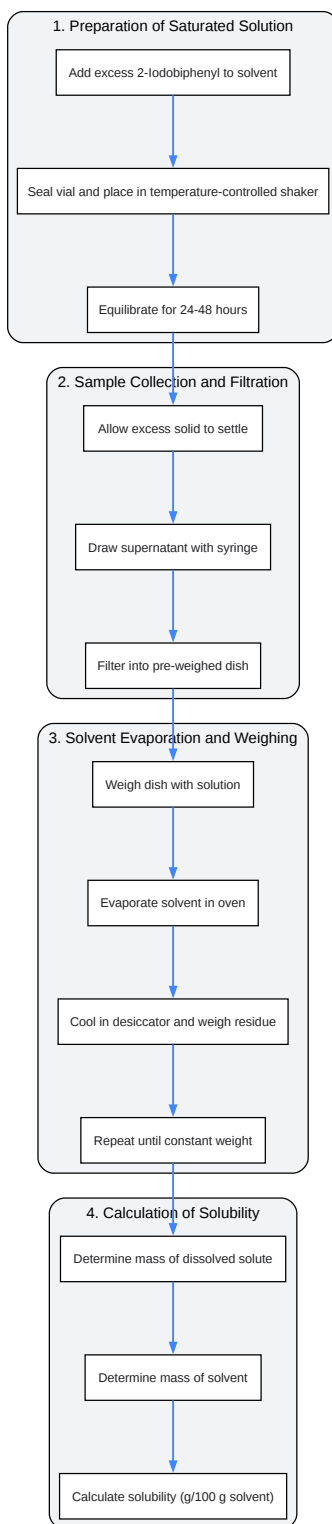 1. Preparation of Saturated Solution
Add excess 2-Iodobiphenyl to solvent
Seal vial and place in temperature-controlled shaker
Equilibrate for 24-48 hours
2. Sample Collection and Filtration
Allow excess solid to settle
Draw supernatant with syringe
Filter into pre-weighed dish
3. Solvent Evaporation and Weighing
Weigh dish with solution
Evaporate solvent in oven
Cool in desiccator and weigh residue
Repeat until constant weight
4. Calculation of Solubility
Determine mass of dissolved solute
Determine mass of solvent
Calculate solubility (g/100 g solvent)